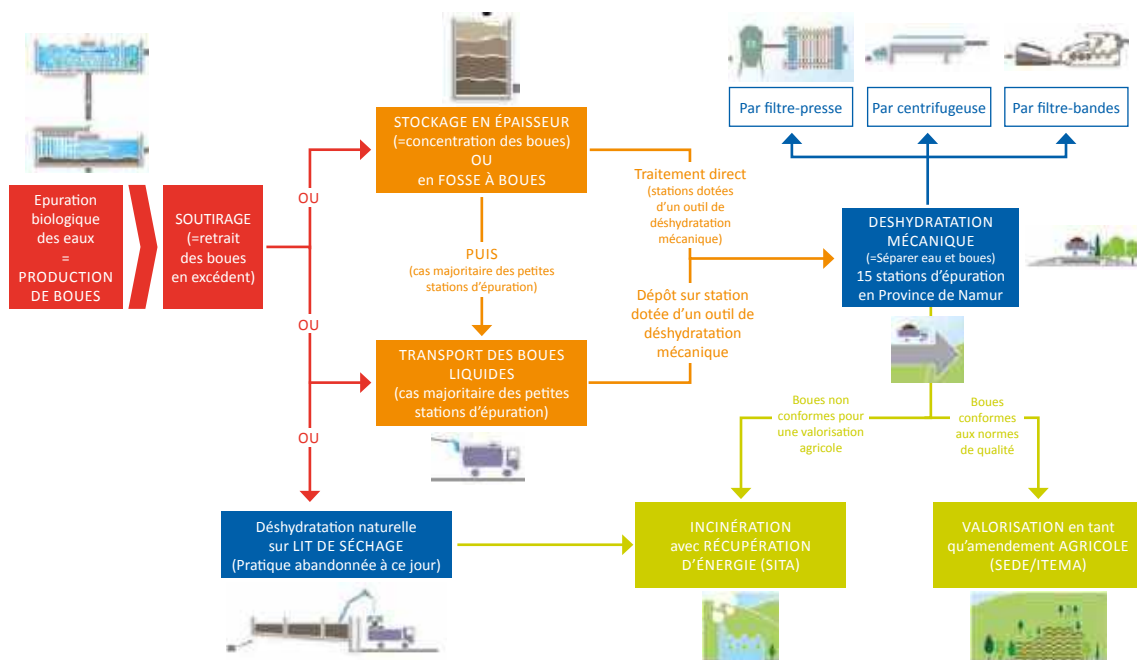 Par filtre-presse
Par centrifugeuse
Par filtre-bandes
STOCKAGE EN ÉPAISSEUR
(=concentration des boues)
OU
en FOSSE À BOUES
Traitement direct
(stations dotées
d'un outil de
déshydratation
mécanique)
OU
Epuration
biologique
des eaux
=
PRODUCTION
DE BOUES
SOUTIRAGE
(=retrait
des boues
en excédent)
PUIS
(cas majoritaire des petites
stations d'épuration)
DESHYDRATATION
MÉCANIQUE
(=Séparer eau et boues)
15 stations d'épuration
en Province de Namur
Dépôt sur station
dotée d'un outil de
déshydratation
mécanique
OU
TRANSPORT DES BOUES
LIQUIDES
(cas majoritaire des petites
stations d'épuration)
OU
Boues non
conformes pour
une valorisation
agricole
Boues
conformes
aux normes
de qualité
Déshydratation naturelle
sur LIT DE SÉCHAGE
(Pratique abandonnée à ce jour)
INCINÉRATION
avec RÉCUPÉRATION
D'ÉNERGIE (SITA)
VALORISATION en tant
qu'amendement AGRICOLE
(SEDE/ITEMA)